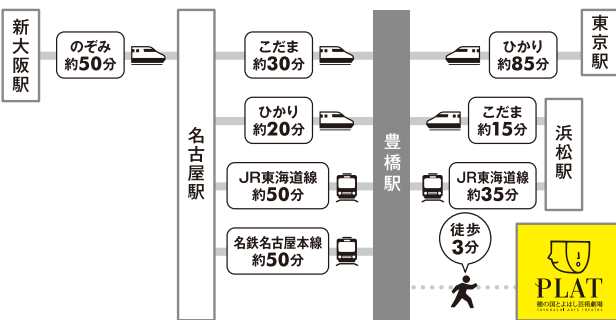 新大阪駅
のぞみ
約50分
名古屋駅
こだま
約30分
ひかり
約20分
JR東海道線
約50分
名鉄名古屋本線
約50分
豊橋駅
ひかり
約85分
東京駅
こだま
約15分
JR東海道線
約35分
浜松駅
徒歩
3分
PLAT
穂の国とよはし芸術劇場
TOYOHASHI ARTS THEATRE